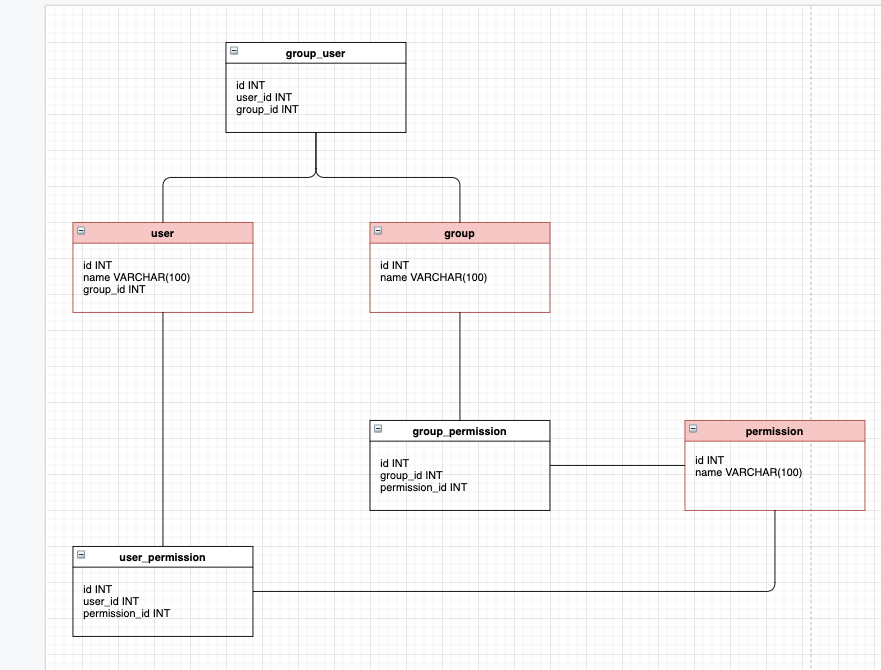 group_user
id INT
user_id INT
group_id INT
user
id INT
name VARCHAR(100)
group_id INT
group
id INT
name VARCHAR(100)
group_permission
id INT
group_id INT
permission_id INT
permission
id INT
name VARCHAR(100)
user_permission
id INT
user_id INT
permission_id INT